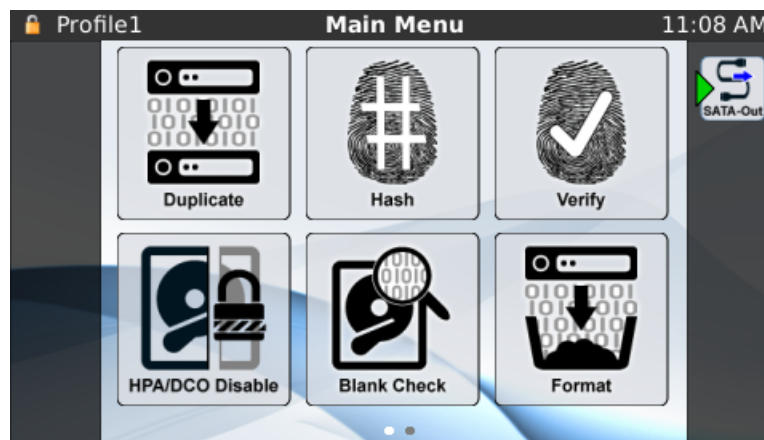 Profile1 Main Menu 11:08 AM
SATA-Out
Duplicate Hash Verify
HPA/DCO Disable Blank Check Format